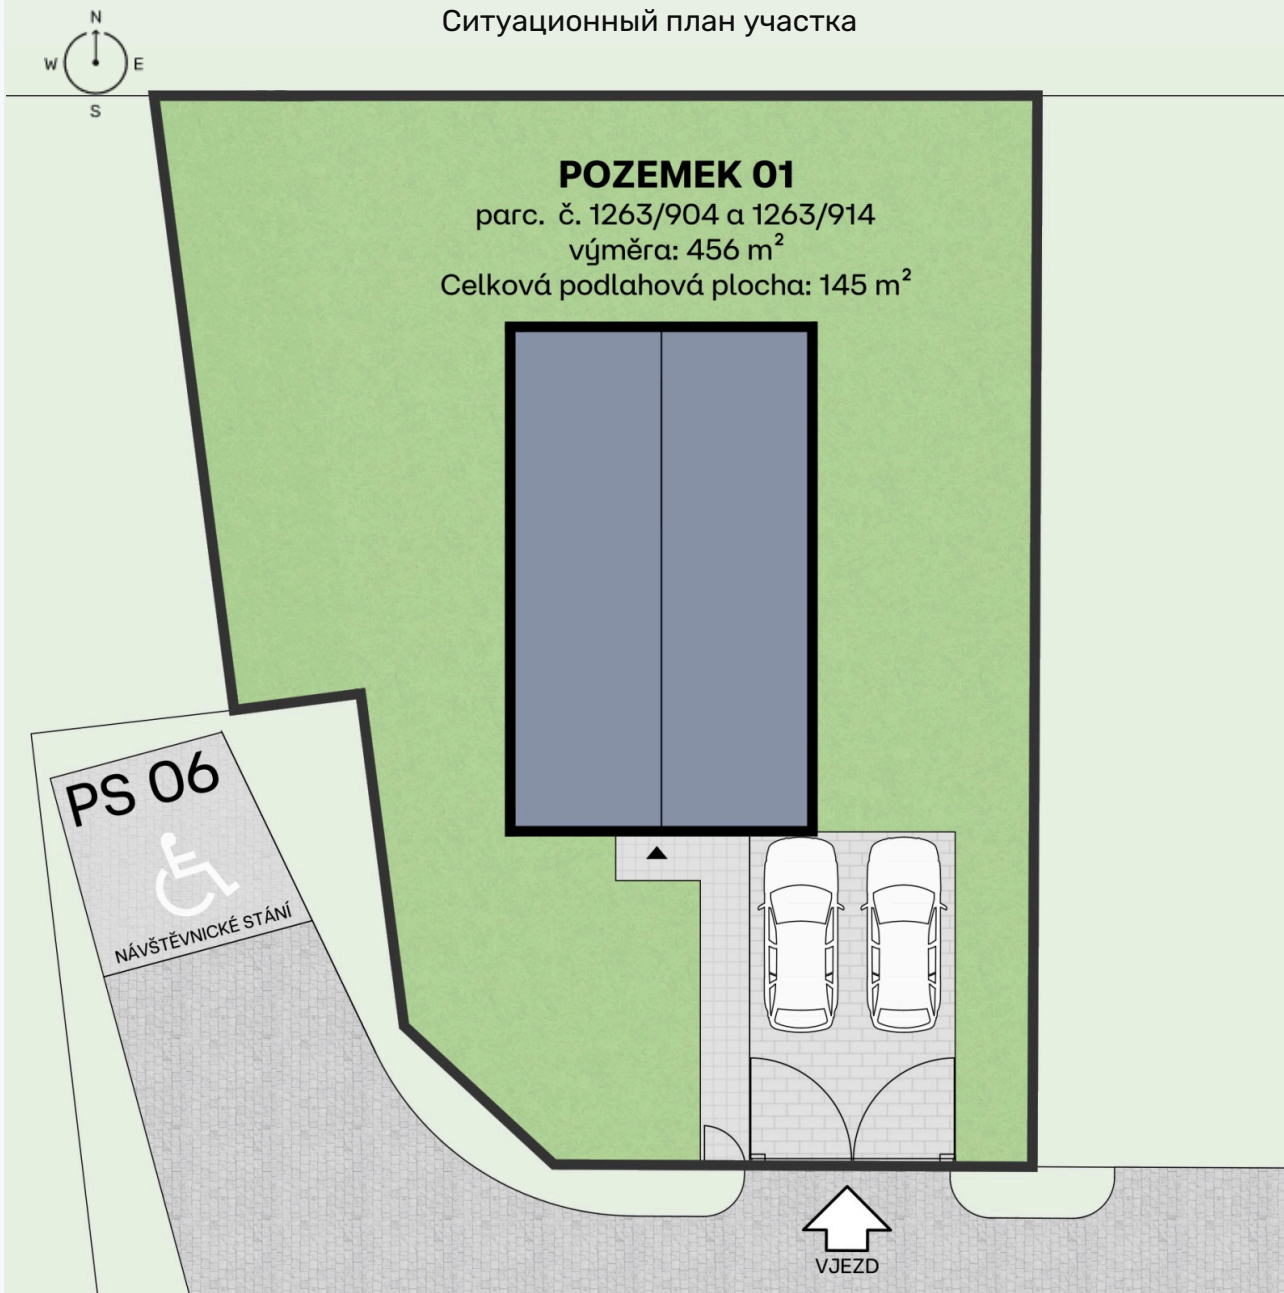 Ситуационный план участка
N
W E
S
POZEMEK 01
parc. č. 1263/904 a 1263/914
výměra: 456 m²
Celková podlahová plocha: 145 m²
PS 06
NÁVŠTĚVNICKÉ STÁNÍ
VJEZD